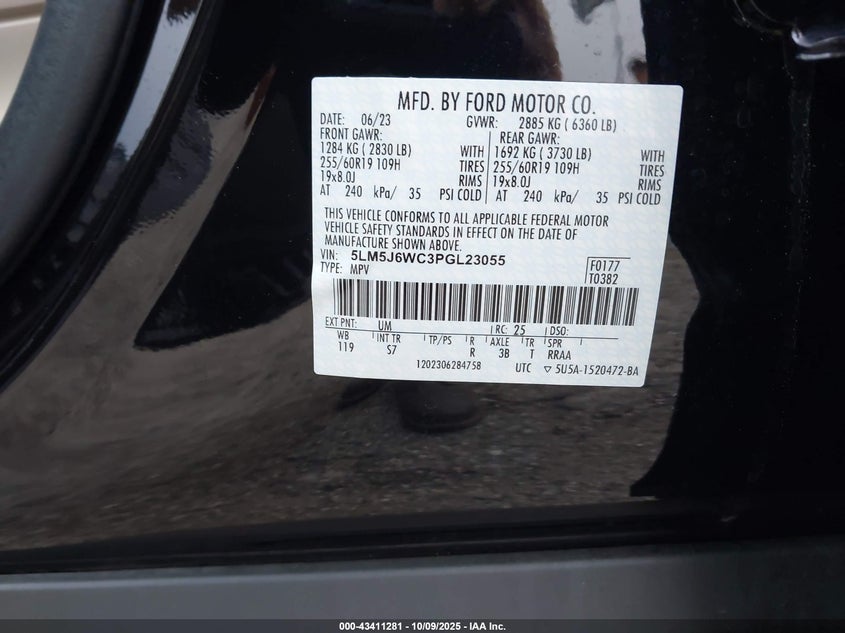 MFD. BY FORD MOTOR CO.
DATE: 06/23 GVWR: 2885 KG ( 6360 LB)
FRONT GAWR: REAR GAWR:
1284 KG ( 2830 LB) WITH 1692 KG ( 3730 LB) WITH
255/60R19 109H TIRES 255/60R19 109H TIRES
19x8.0J RIMS 19x8.0J RIMS
AT 240 kPa/ 35 PSI COLD AT 240 kPa/ 35 PSI COLD
THIS VEHICLE CONFORMS TO ALL APPLICABLE FEDERAL MOTOR
VEHICLE SAFETY STANDARDS IN EFFECT ON THE DATE OF
MANUFACTURE SHOWN ABOVE.
VIN: 5LM5J6WC3PGL23055 F0177
TYPE: MPV T0382
EXT PNT: UM RC: 25 DSO:
WB INT TR TP/PS R AXLE TR SPR
119 S7 R 3B T RRAA
1202306284758 UTC ▽ 5U5A-1520472-BA
000-43411281 - 10/09/2025 - IAA Inc.